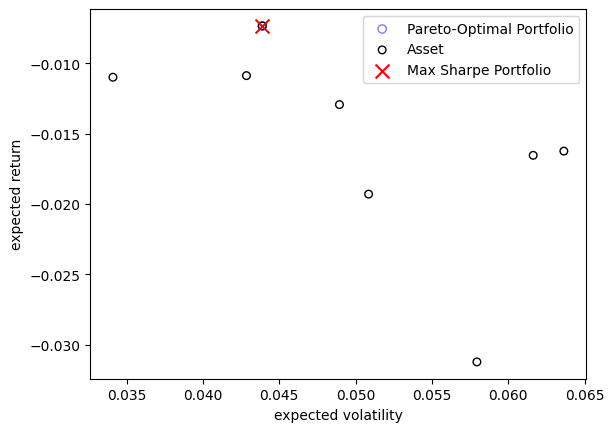 Pareto-Optimal Portfolio
Asset
Max Sharpe Portfolio
expected return
−0.010
−0.015
−0.020
−0.025
−0.030
0.035 0.040 0.045 0.050 0.055 0.060 0.065
expected volatility